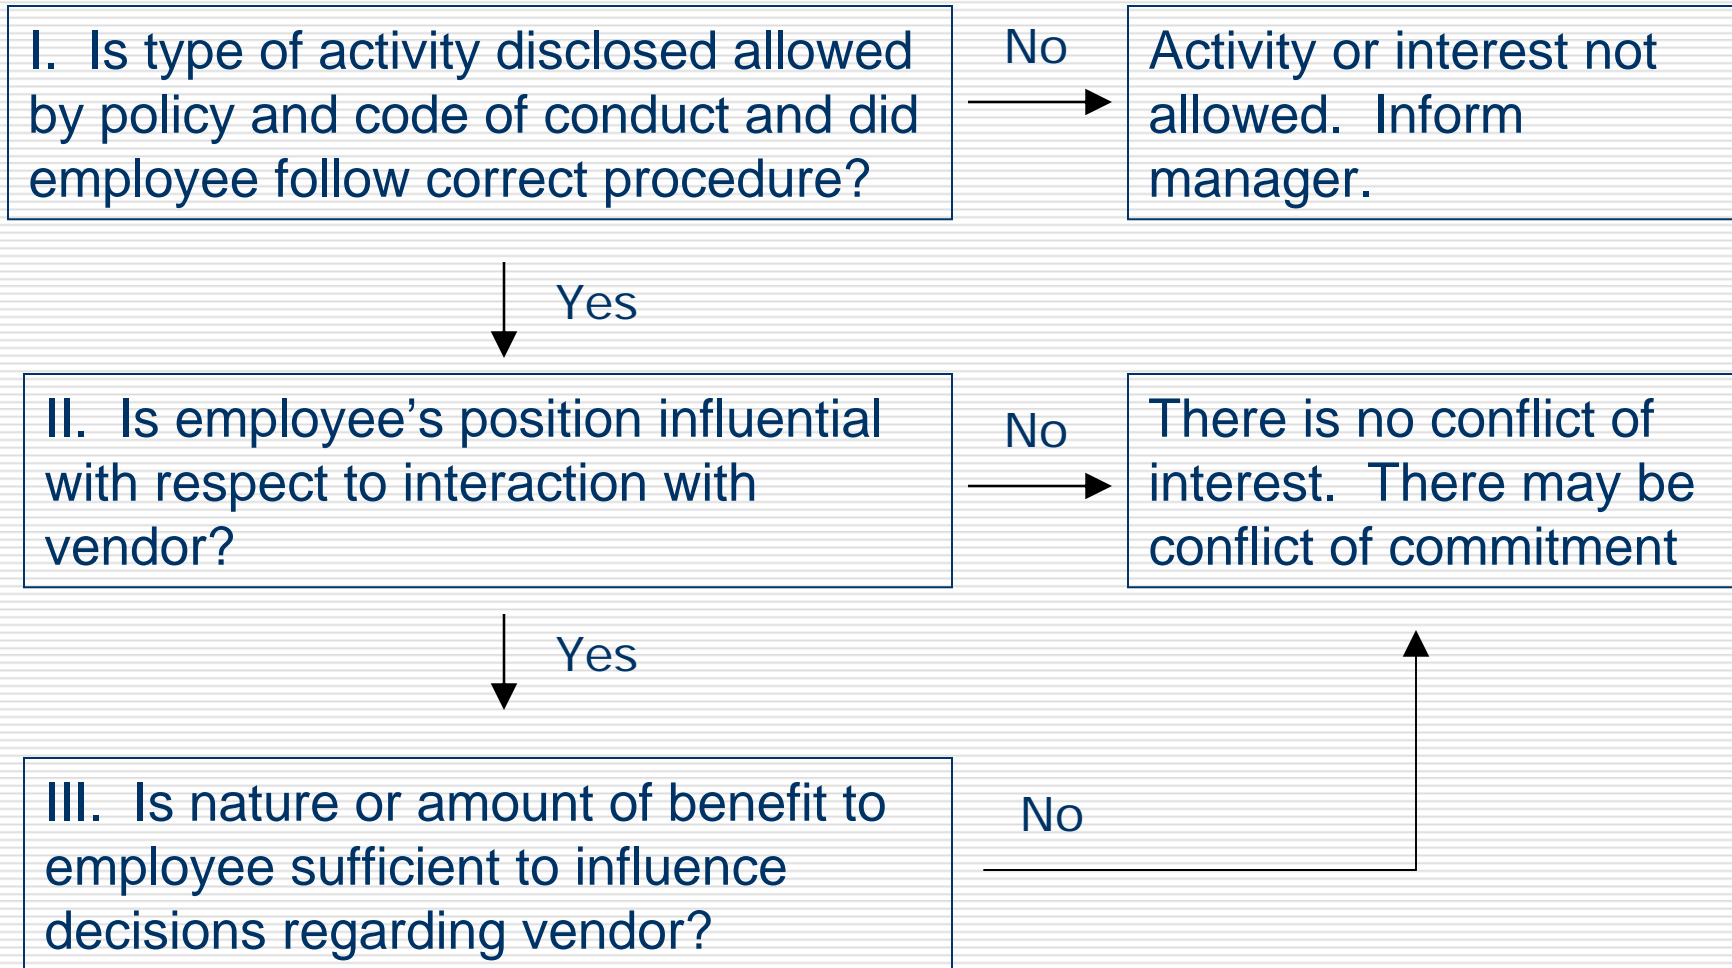 I. Is type of activity disclosed allowed
by policy and code of conduct and did
employee follow correct procedure?
No
Activity or interest not
allowed. Inform
manager.
Yes
II. Is employee’s position influential
with respect to interaction with
vendor?
No
There is no conflict of
interest. There may be
conflict of commitment
Yes
III. Is nature or amount of benefit to
employee sufficient to influence
decisions regarding vendor?
No